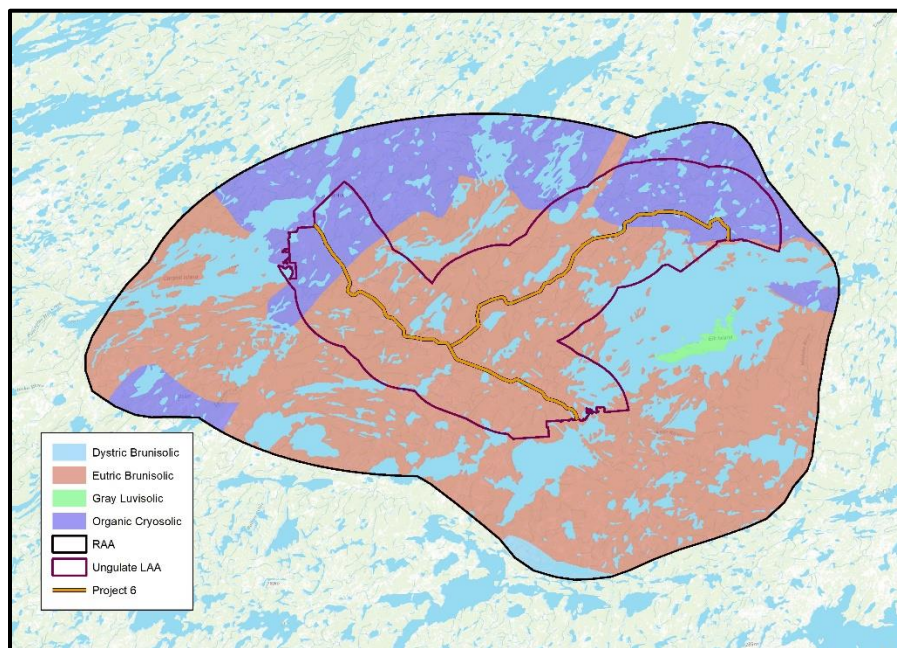 Dystric Brunisolic
Eutric Brunisolic
Gray Luvisolic
Organic Cryosolic
RAA
Ungulate LAA
Project 6